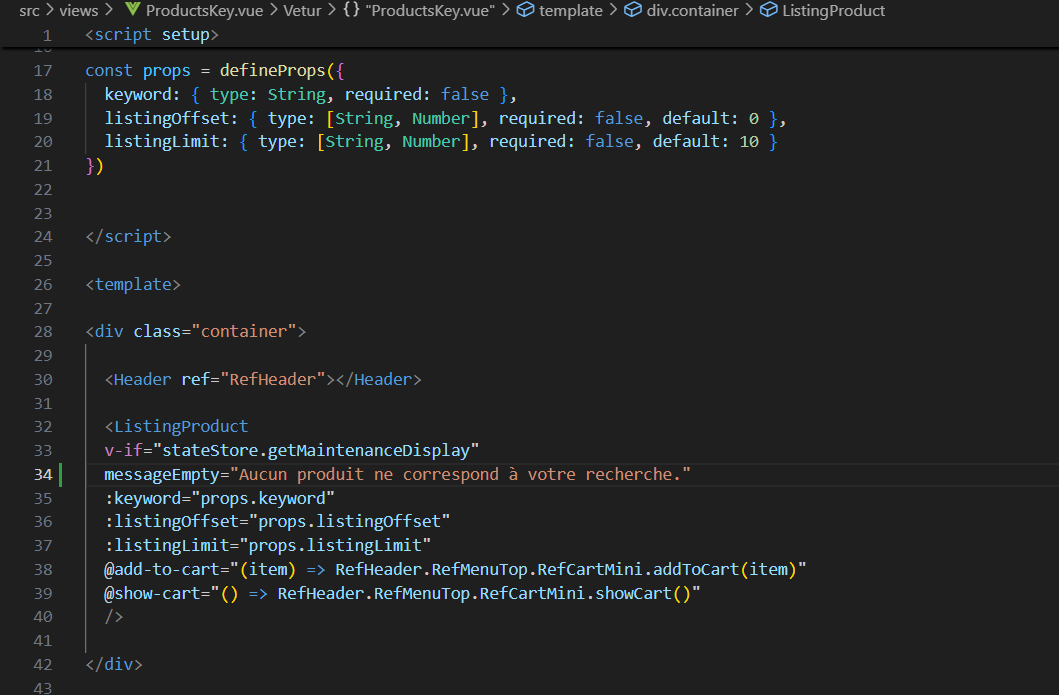 src > views > ProductsKey.vue > Vetur > {} "ProductsKey.vue" > template > div.container > ListingProduct
1 <script setup>
16
17 const props = defineProps({
18 keyword: { type: String, required: false },
19 listingOffset: { type: [String, Number], required: false, default: 0 },
20 listingLimit: { type: [String, Number], required: false, default: 10 }
21 })
22
23
24 </script>
25
26 <template>
27
28 <div class="container">
29
30 <Header ref="RefHeader"></Header>
31
32 <ListingProduct
33 v-if="stateStore.getMaintenanceDisplay"
34 messageEmpty="Aucun produit ne correspond à votre recherche."
35 :keyword="props.keyword"
36 :listingOffset="props.listingOffset"
37 :listingLimit="props.listingLimit"
38 @add-to-cart="(item) => RefHeader.RefMenuTop.RefCartMini.addToCart(item)"
39 @show-cart="() => RefHeader.RefMenuTop.RefCartMini.showCart()"
40 />
41
42 </div>
43